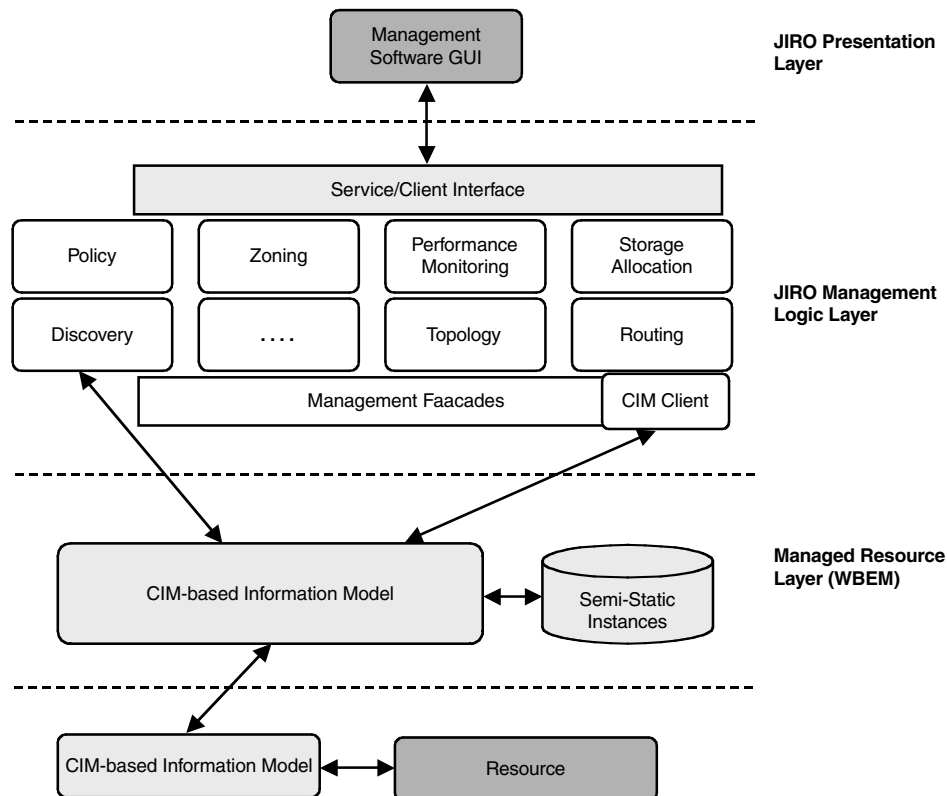 Management
Software GUI
JIRO Presentation
Layer
Service/Client Interface
Policy
Zoning
Performance
Monitoring
Storage
Allocation
Discovery
....
Topology
Routing
JIRO Management
Logic Layer
Management Faacades
CIM Client
CIM-based Information Model
Semi-Static
Instances
Managed Resource
Layer (WBEM)
CIM-based Information Model
Resource